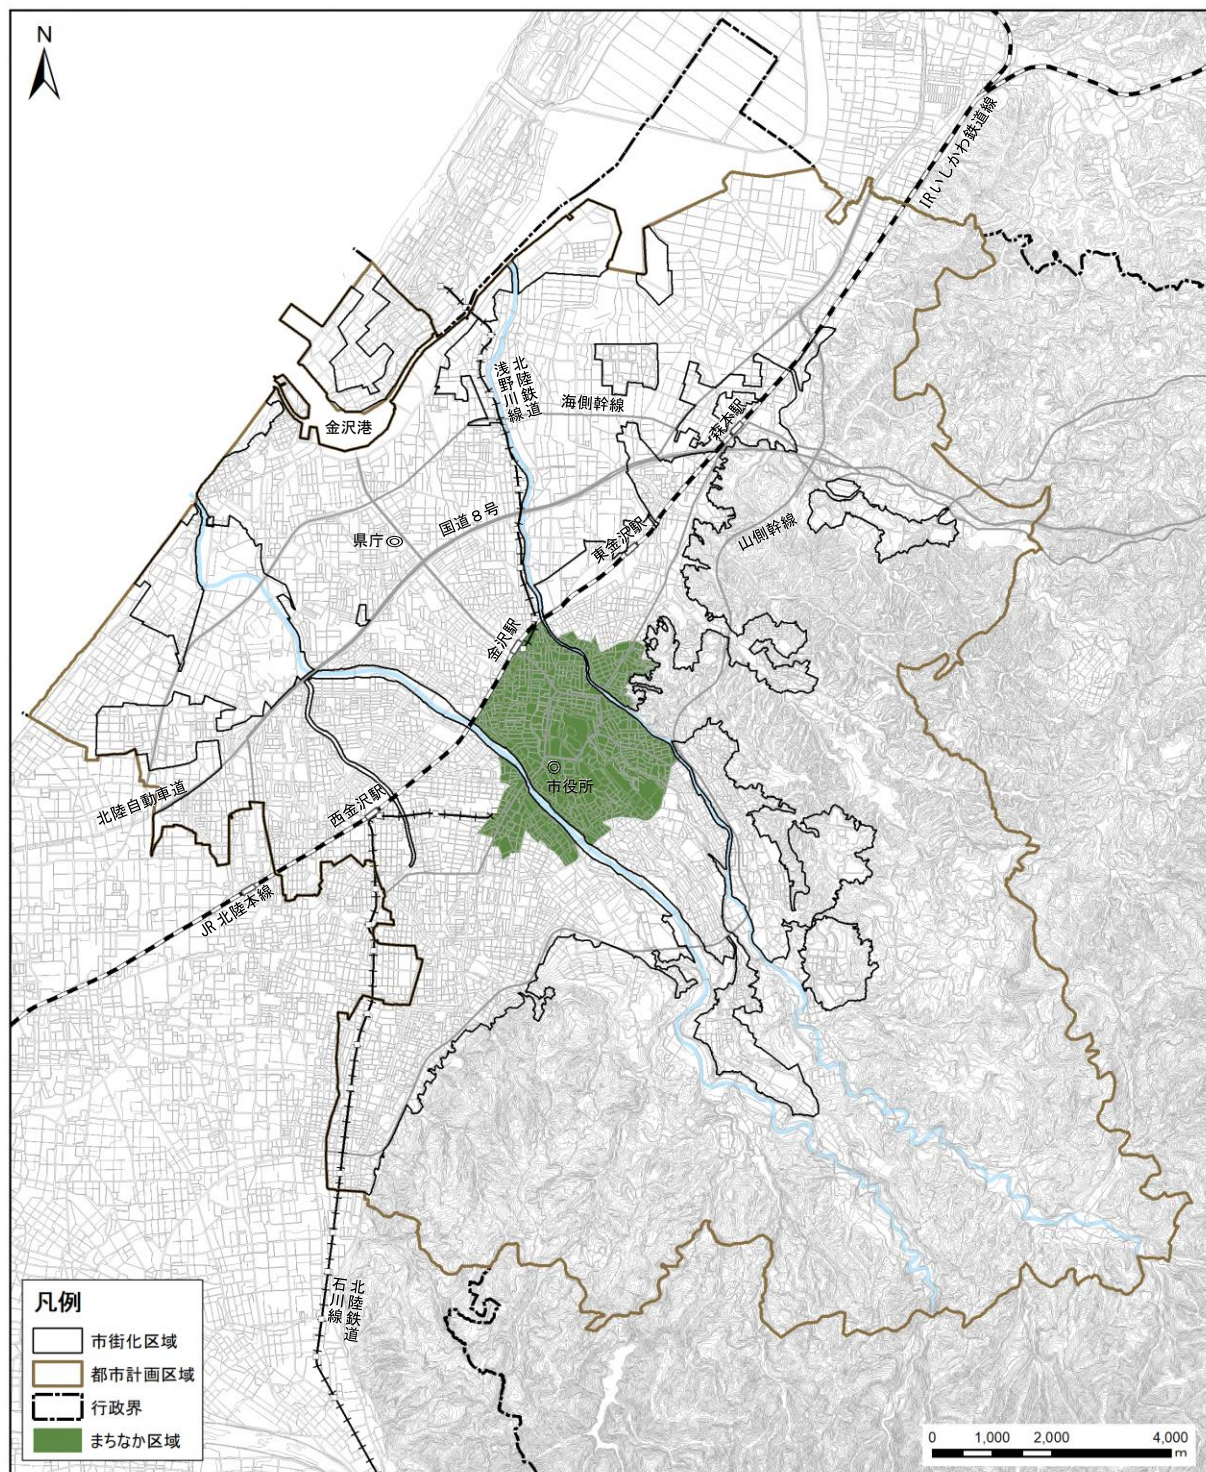 N
IRいしかわ鉄道線
北陸鉄道
浅野川線
海側幹線
金沢港
森本駅
国道８号
県庁
東金沢駅
山側幹線
金沢駅
市役所
北陸自動車道
西金沢駅
JR 北陸本線
北陸鉄道
石川線
凡例
市街化区域
都市計画区域
行政界
まちなか区域
0 1,000 2,000 4,000
m